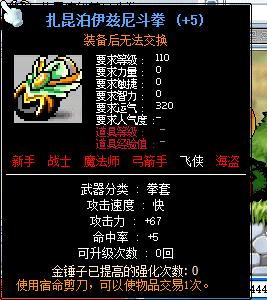 扎昆泊伊兹尼斗拳 (+5)
装备后无法交换
要求等级： 110
要求力量： 0
要求敏捷： 0
要求智力： 0
要求运气： 320
要求人气度： -
道具等级： -
道具经验值： -
新手 战士 魔法师 弓箭手 飞侠 海盗
武器分类 ： 拳套
攻击速度 ： 快
攻击力 ： +67
命中率 ： +5
可升级次数 ： 0回
金锤子已提高的强化次数: 0
使用宿命剪刀，可以使物品交易1次。
444